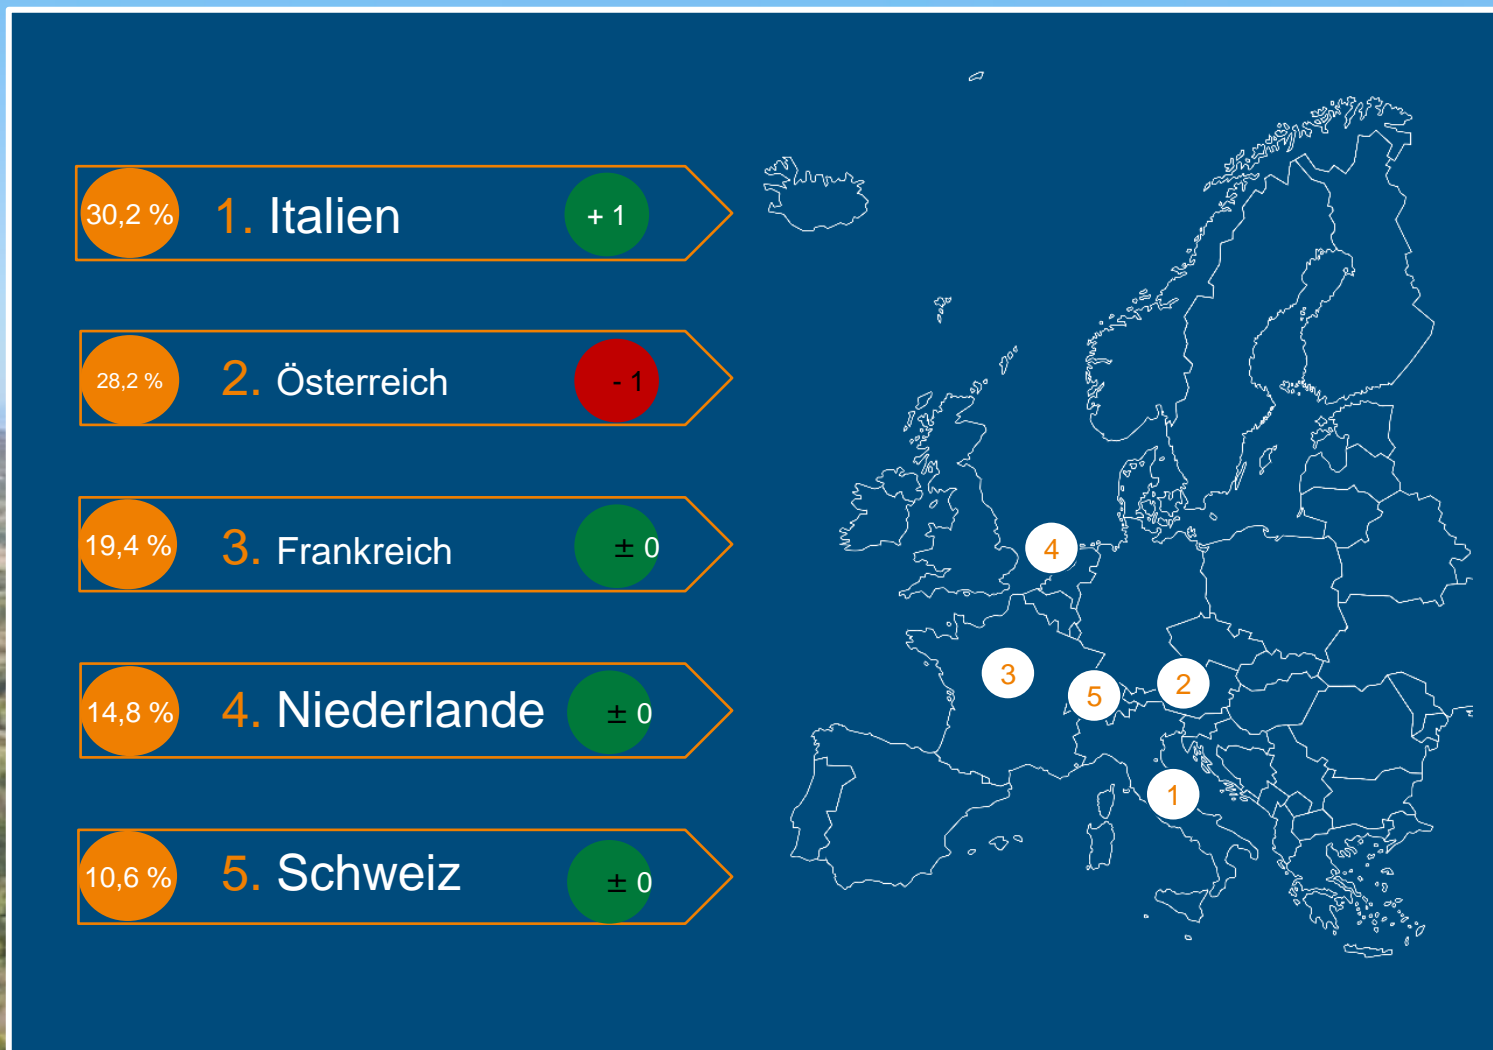 30,2 % 1. Italien + 1
28,2 % 2. Österreich - 1
19,4 % 3. Frankreich ± 0
14,8 % 4. Niederlande ± 0
10,6 % 5. Schweiz ± 0
4
3
5
2
1